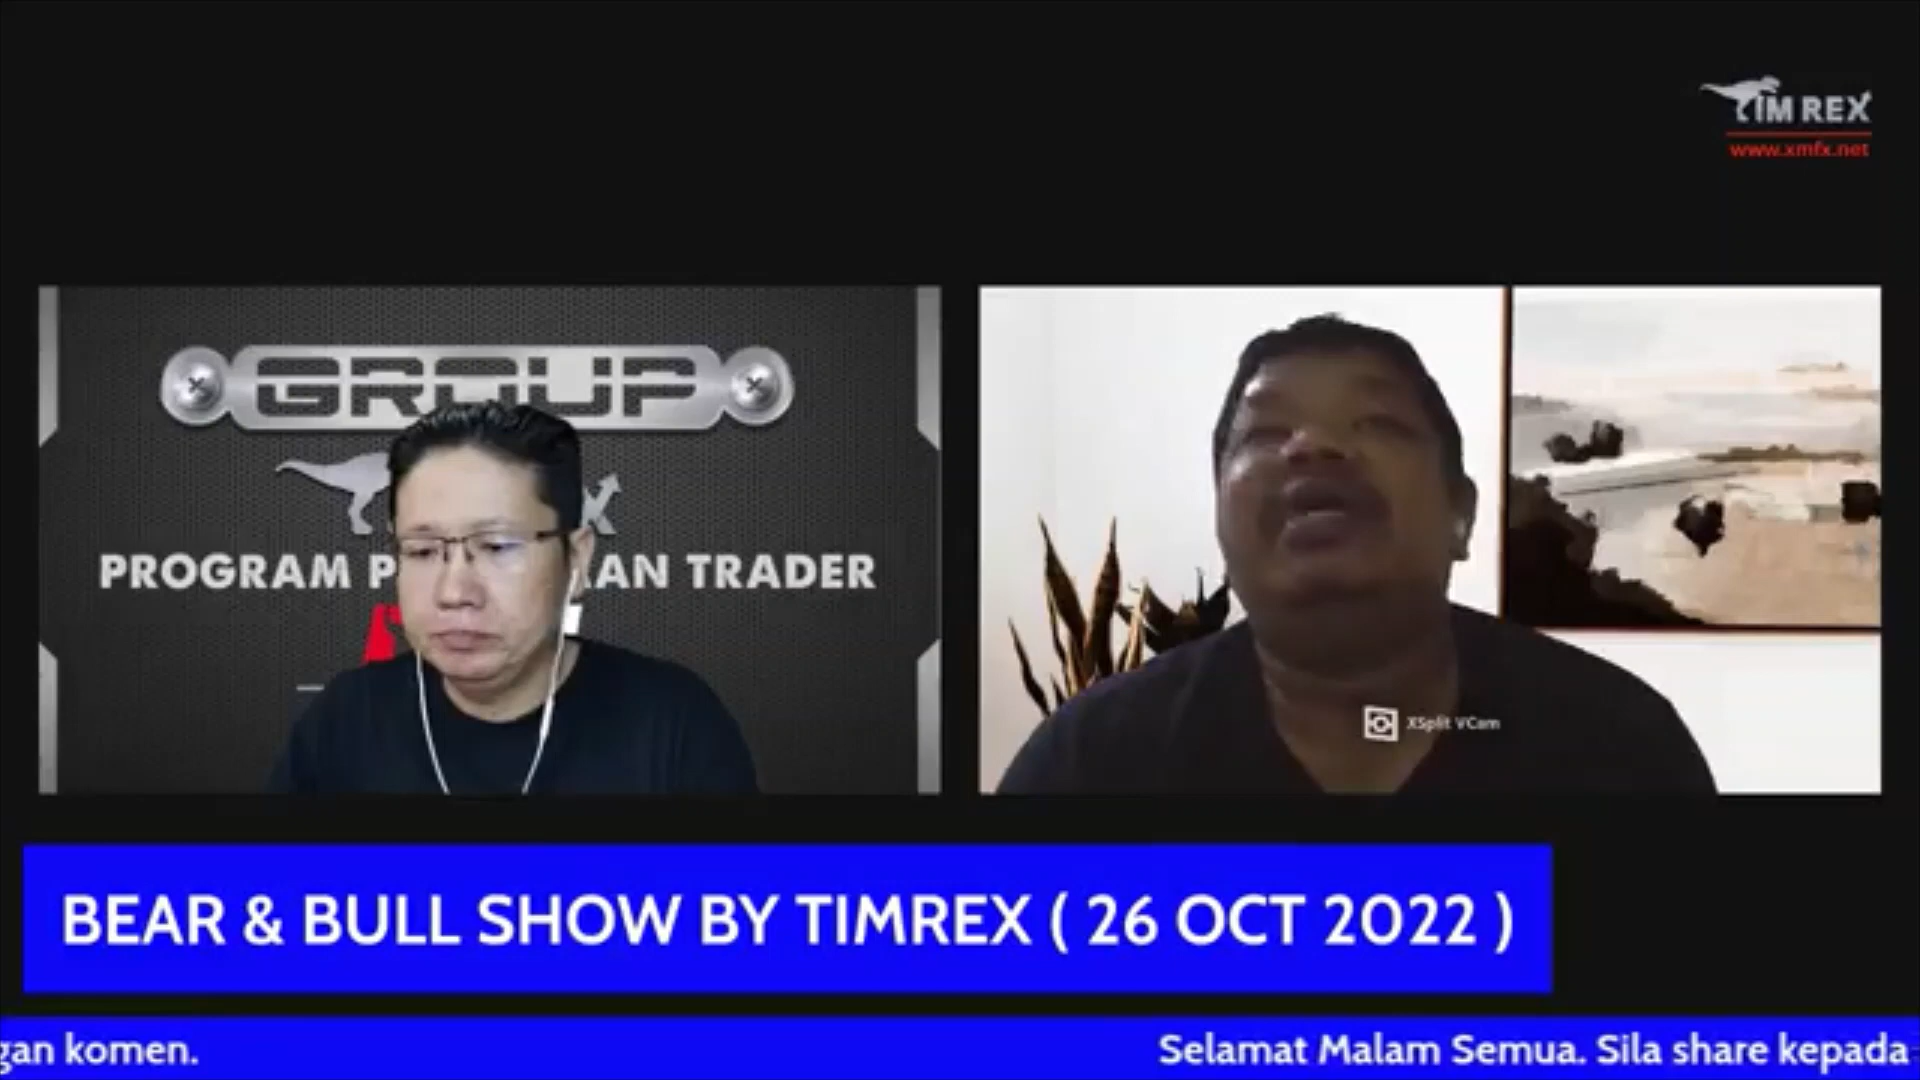 TIM REX
www.xmfx.net
GROUP
PROGRAM P AN TRADER
XSplit VCam
BEAR & BULL SHOW BY TIMREX ( 26 OCT 2022 )
gan komen.
Selamat Malam Semua. Sila share kepada